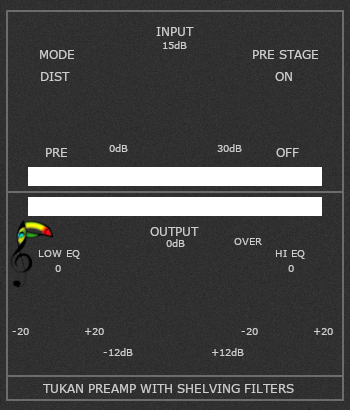 INPUT
15dB
MODE PRE STAGE
DIST ON
PRE 0dB 30dB OFF
OUTPUT
0dB OVER
LOW EQ HI EQ
0 0
-20 +20 -20 +20
-12dB +12dB
TUKAN PREAMP WITH SHELVING FILTERS